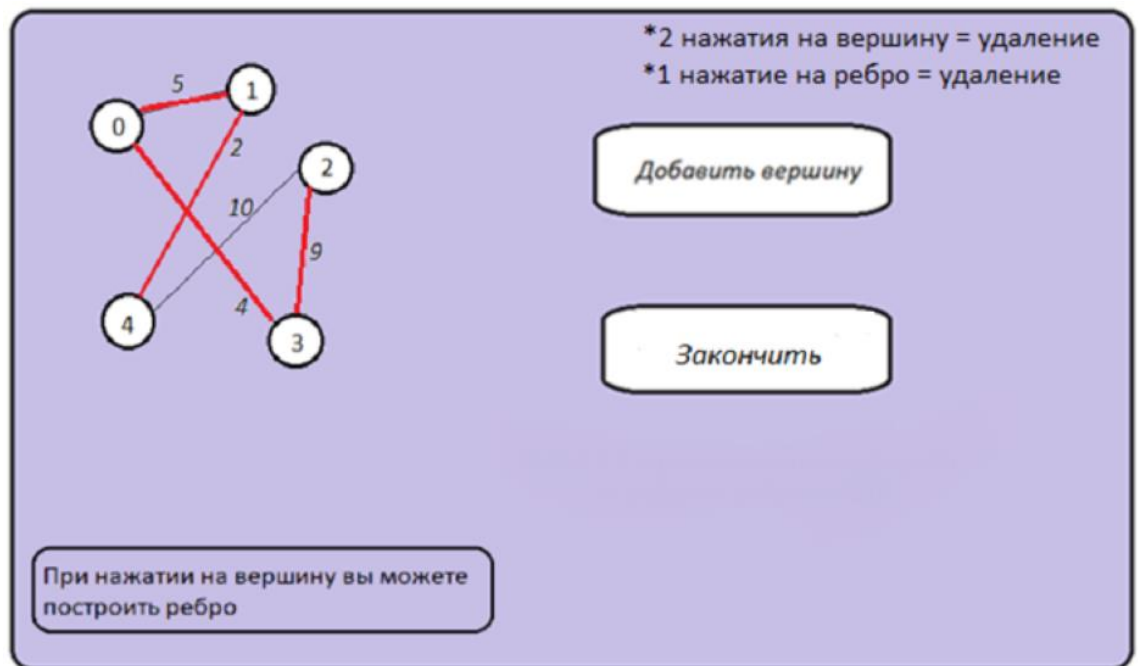 *2 нажатия на вершину = удаление
*1 нажатие на ребро = удаление
5
1
0
2
2
Добавить вершину
10
9
4
4
3
Закончить
При нажатии на вершину вы можете
построить ребро